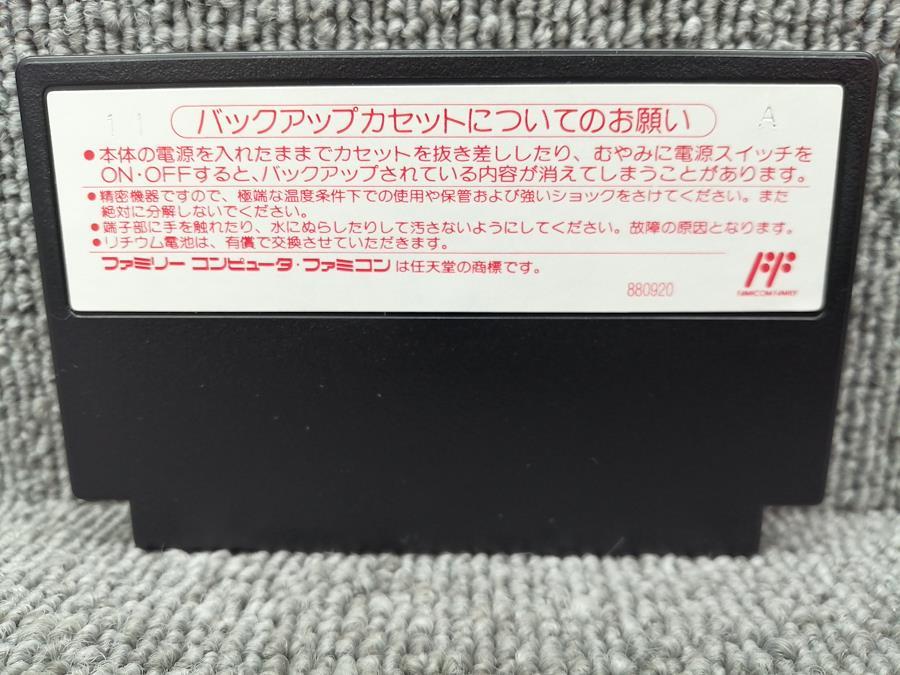 11 バックアップカセットについてのお願い A
●本体の電源を入れたままでカセットを抜き差ししたり、むやみに電源スイッチを
ON・OFFすると、バックアップされている内容が消えてしまうことがあります。
●精密機器ですので、極端な温度条件下での使用や保管および強いショックをさけてください。また
絶対に分解しないでください。
●端子部に手を触れたり、水にぬらしたりして汚さないようにしてください。故障の原因となります。
●リチウム電池は、有償で交換させていただきます。
ファミリー コンピュータ・ファミコンは任天堂の商標です。
FF
FAMICOM FAMILY
880920